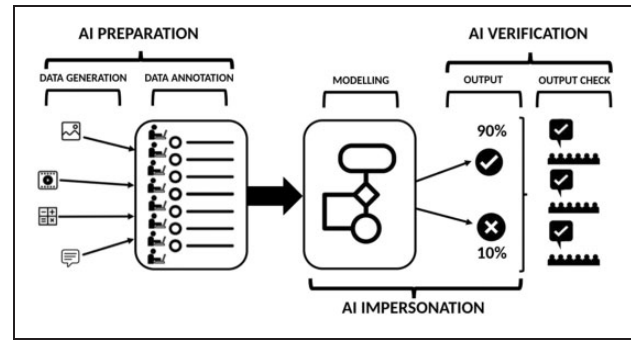 AI PREPARATION
AI VERIFICATION
DATA GENERATION
DATA ANNOTATION
MODELLING
OUTPUT
OUTPUT CHECK
90%
10%
AI IMPERSONATION